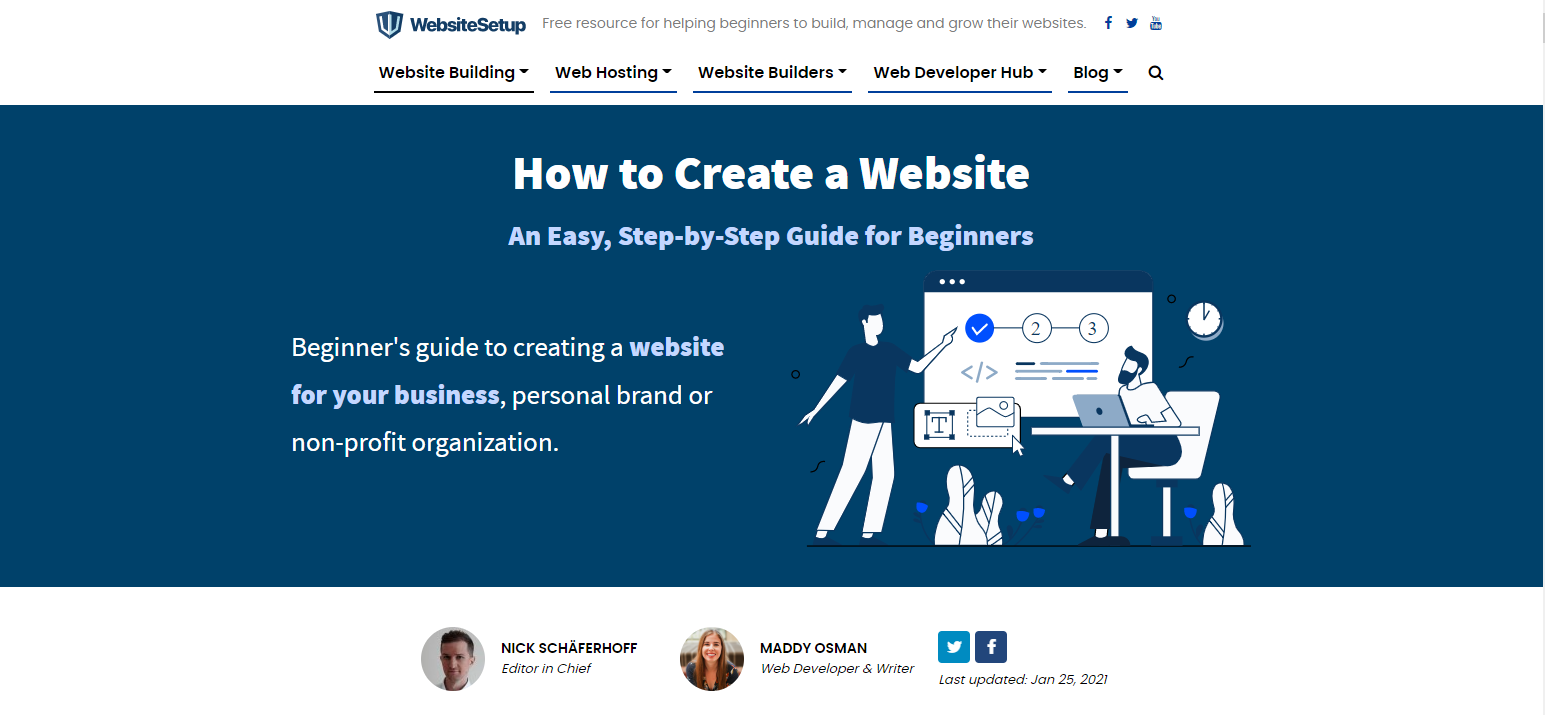 WebsiteSetup Free resource for helping beginners to build, manage and grow their websites.
Website Building Web Hosting Website Builders Web Developer Hub Blog
How to Create a Website
An Easy, Step-by-Step Guide for Beginners
Beginner's guide to creating a website
for your business, personal brand or
non-profit organization.
2 3
</>
T
NICK SCHÄFERHOFF
Editor in Chief
MADDY OSMAN
Web Developer & Writer
Last updated: Jan 25, 2021